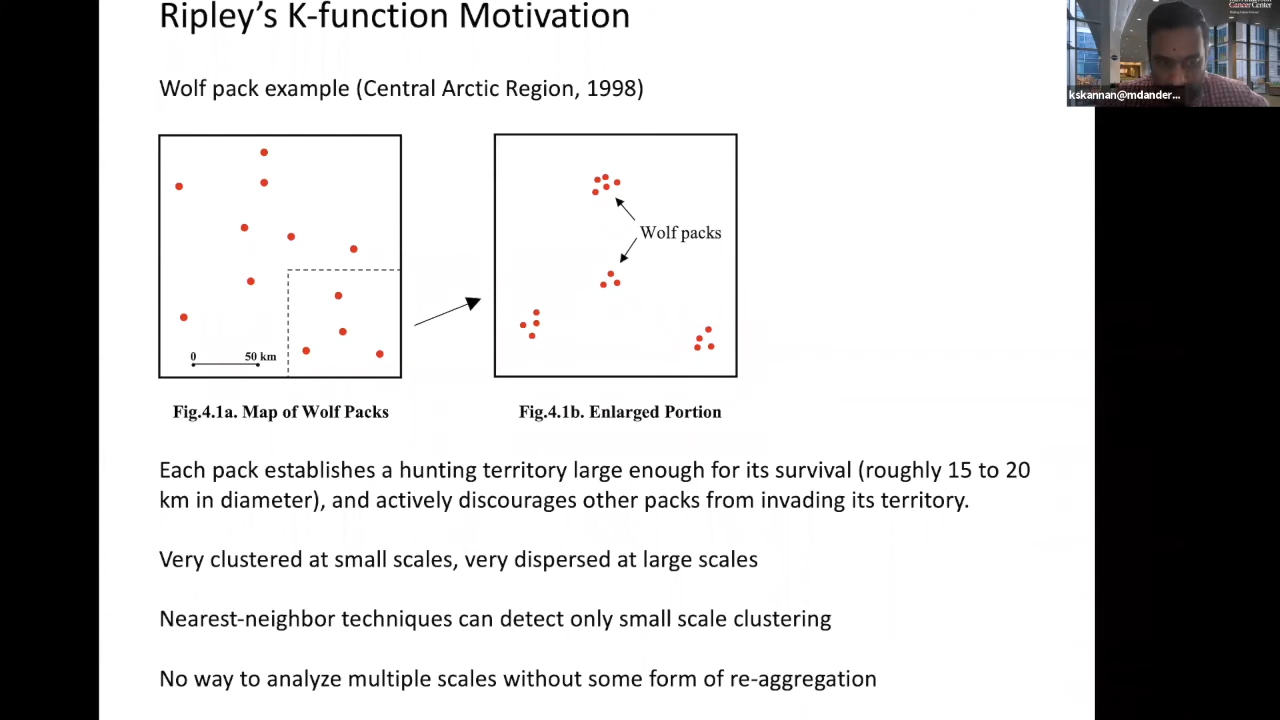 Ripley’s K-function Motivation
Cancer Center
kskannan@mdander...
Wolf pack example (Central Arctic Region, 1998)
Wolf packs
0 50 km
Fig.4.1a. Map of Wolf Packs
Fig.4.1b. Enlarged Portion
Each pack establishes a hunting territory large enough for its survival (roughly 15 to 20
km in diameter), and actively discourages other packs from invading its territory.
Very clustered at small scales, very dispersed at large scales
Nearest-neighbor techniques can detect only small scale clustering
No way to analyze multiple scales without some form of re-aggregation